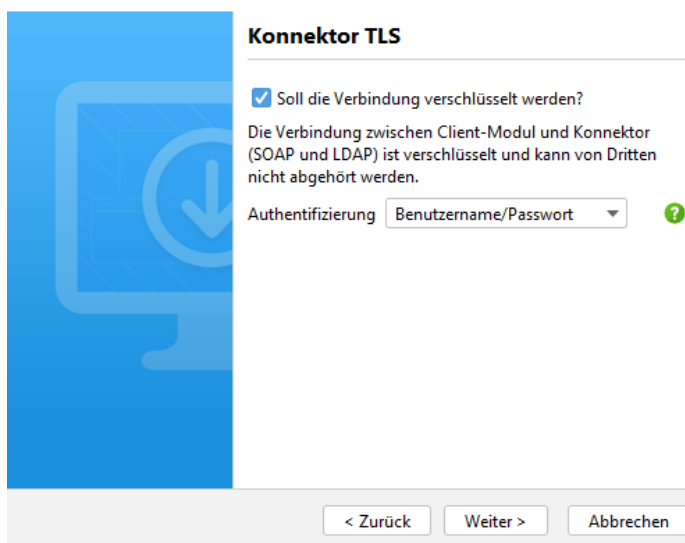 Konnektor TLS
Soll die Verbindung verschlüsselt werden?
Die Verbindung zwischen Client-Modul und Konnektor
(SOAP und LDAP) ist verschlüsselt und kann von Dritten
nicht abgehört werden.
Authentifizierung Benutzername/Passwort ?
< Zurück Weiter > Abbrechen